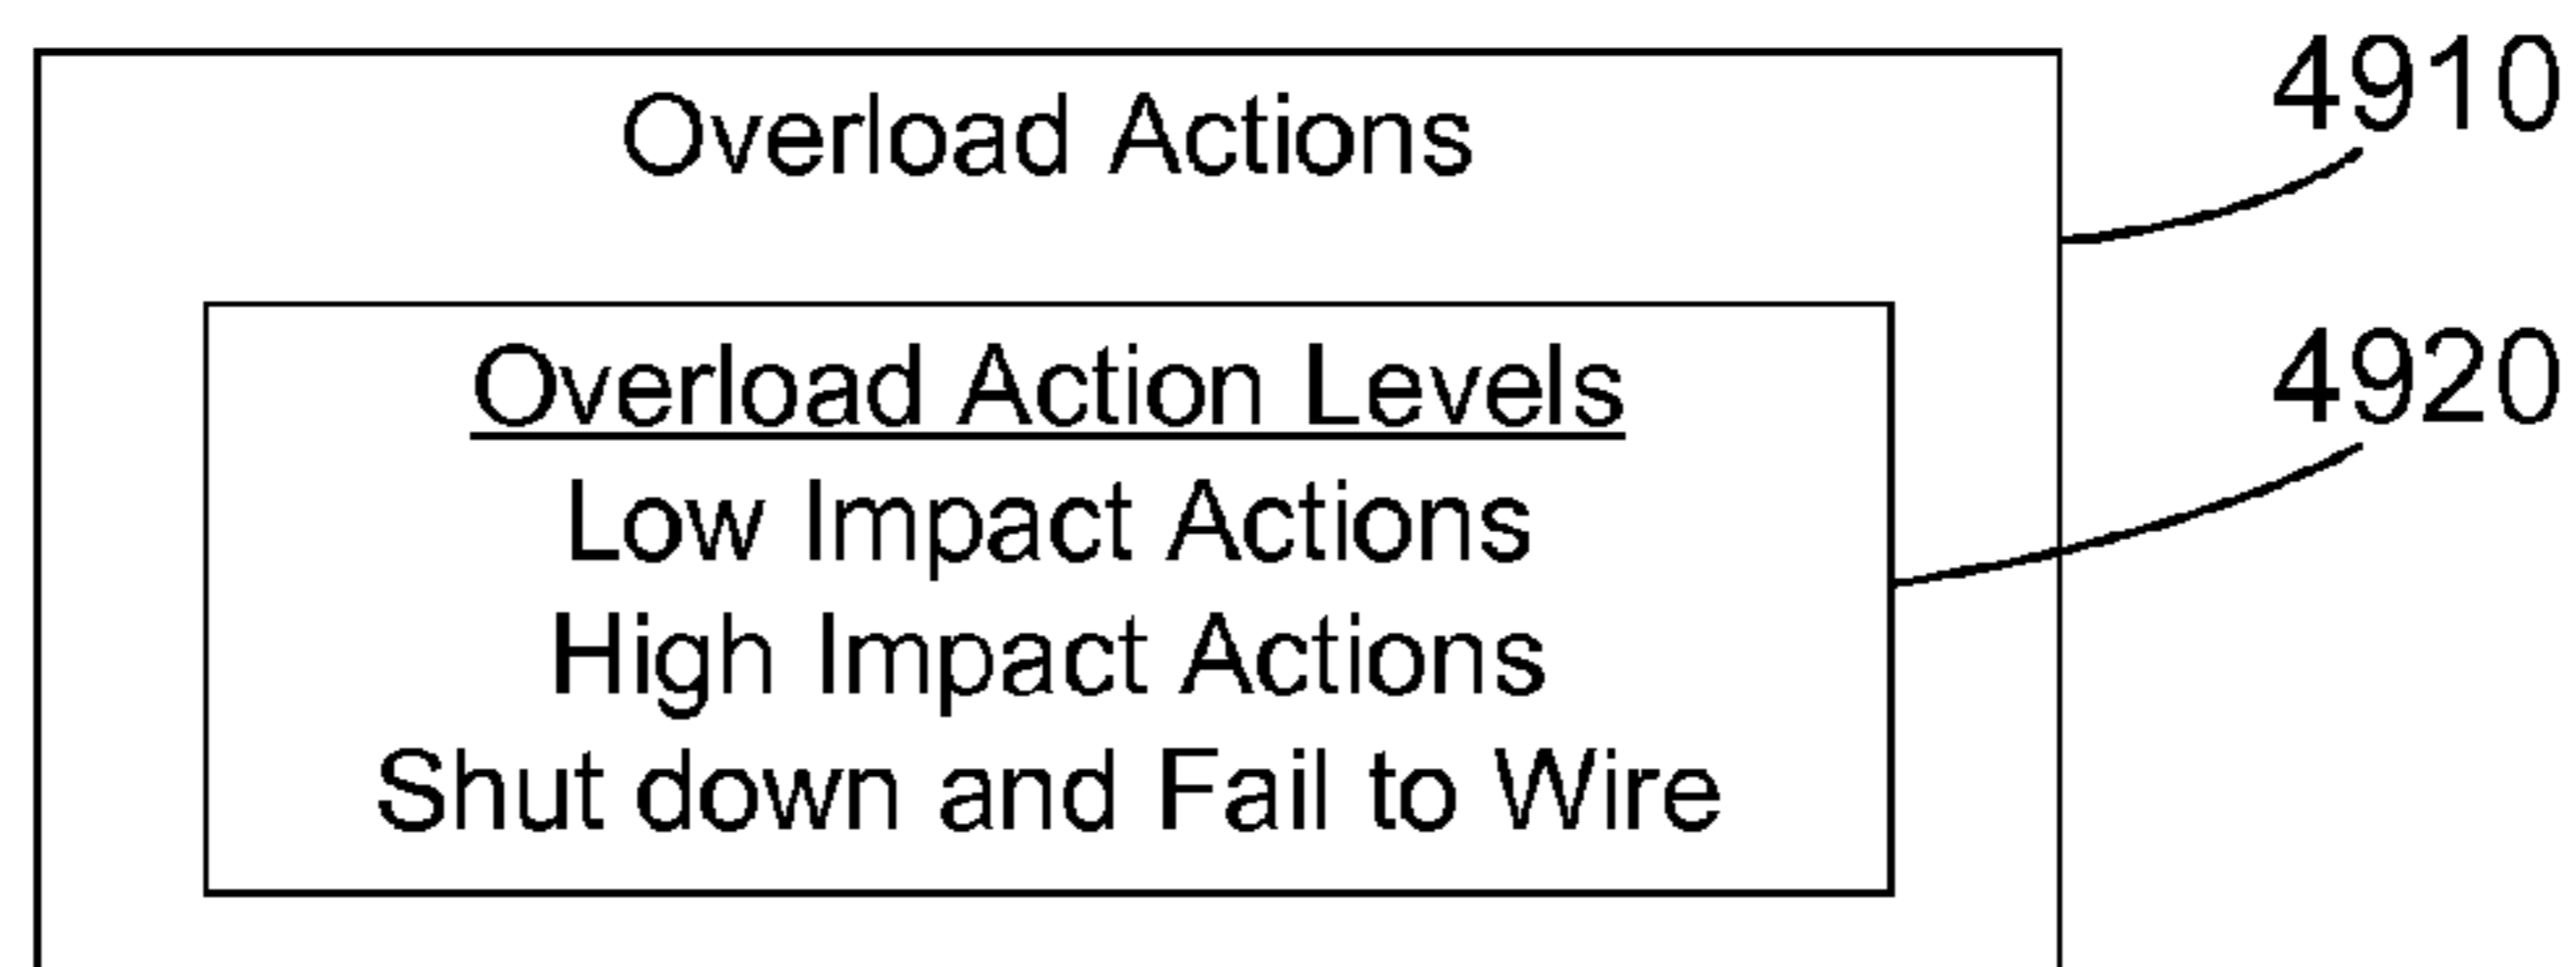 Overload Actions
4910
Overload Action Levels
4920
Low Impact Actions
High Impact Actions
Shut down and Fail to Wire